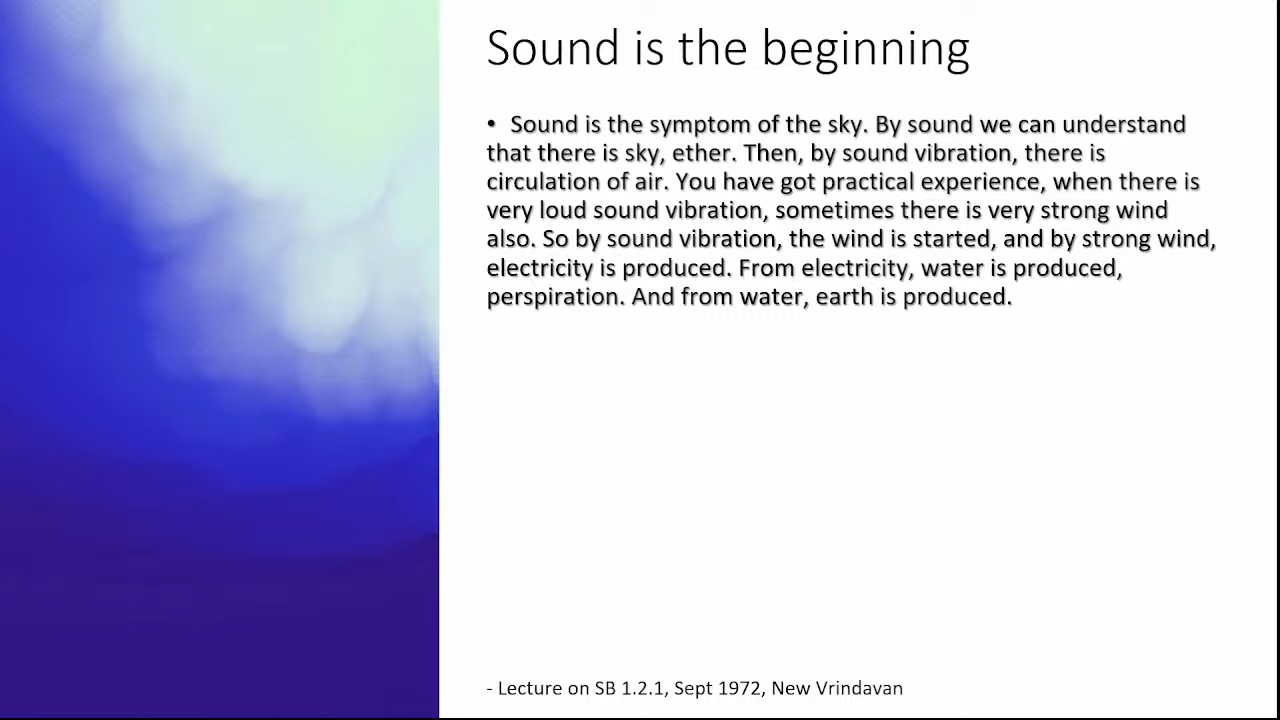 Sound is the beginning
• Sound is the symptom of the sky. By sound we can understand
that there is sky, ether. Then, by sound vibration, there is
circulation of air. You have got practical experience, when there is
very loud sound vibration, sometimes there is very strong wind
also. So by sound vibration, the wind is started, and by strong wind,
electricity is produced. From electricity, water is produced,
perspiration. And from water, earth is produced.
- Lecture on SB 1.2.1, Sept 1972, New Vrindavan